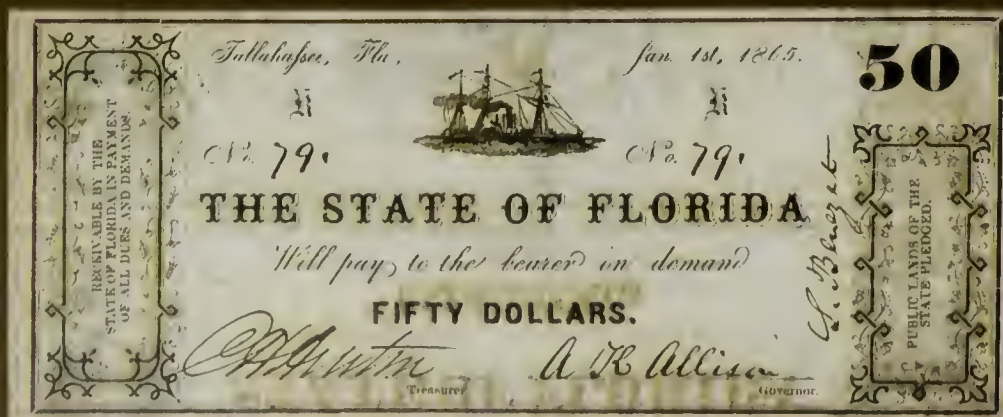 Tallahassee, Fla.
Jan. 1st, 1865.
50
No. 79.
No. 79.
THE STATE OF FLORIDA
Will pay to the bearer on demand
FIFTY DOLLARS.
A K Allison
Treasurer
Governor.
RECEIVABLE BY THE
STATE OF FLORIDA IN PAYMENT
OF ALL DUES AND DEMANDS.
PUBLIC LANDS OF THE
STATE PLEDGED.